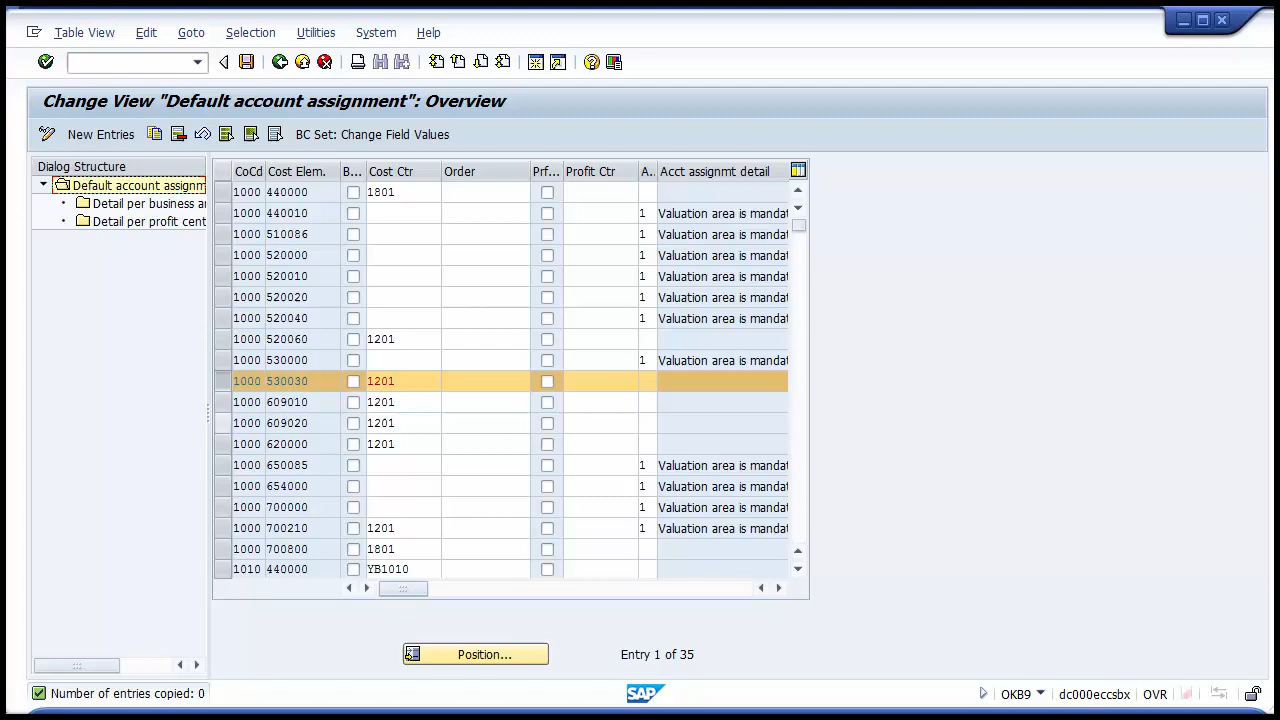 Table View Edit Goto Selection Utilities System Help
Change View "Default account assignment": Overview
New Entries BC Set: Change Field Values
Dialog Structure
Default account assignm
Detail per business ar
Detail per profit cent
CoCd Cost Elem. B... Cost Ctr Order Prf... Profit Ctr A.. Acct assignmt detail
1000 440000 1801
1000 440010 1 Valuation area is mandat
1000 510086 1 Valuation area is mandat
1000 520000 1 Valuation area is mandat
1000 520010 1 Valuation area is mandat
1000 520020 1 Valuation area is mandat
1000 520040 1 Valuation area is mandat
1000 520060 1201
1000 530000 1 Valuation area is mandat
1000 530030 1201
1000 609010 1201
1000 609020 1201
1000 620000 1201
1000 650085 1 Valuation area is mandat
1000 654000 1 Valuation area is mandat
1000 700000 1 Valuation area is mandat
1000 700210 1201 1 Valuation area is mandat
1000 700800 1801
1010 440000 YB1010
Position... Entry 1 of 35
Number of entries copied: 0 SAP OKB9 dc000eccsbx OVR